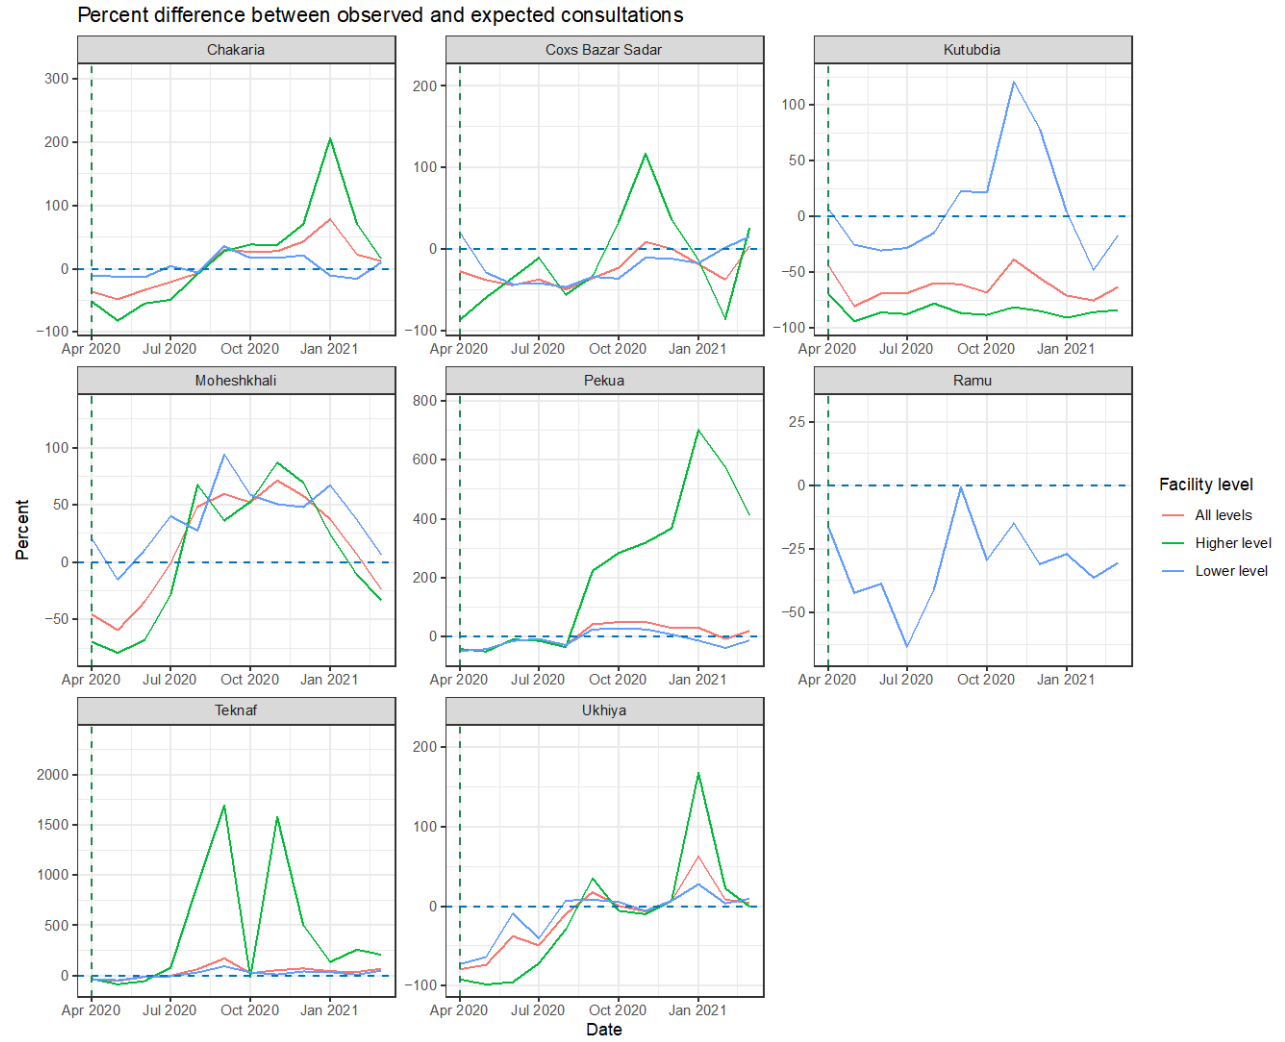 Percent difference between observed and expected consultations
Chakaria
Coxs Bazar Sadar
Kutubdia
300
200
100
0
−100
200
100
0
−100
100
50
0
−50
−100
Apr 2020 Jul 2020 Oct 2020 Jan 2021
Apr 2020 Jul 2020 Oct 2020 Jan 2021
Apr 2020 Jul 2020 Oct 2020 Jan 2021
Moheshkhali
Pekua
Ramu
100
50
0
−50
800
600
400
200
0
25
0
−25
−50
Apr 2020 Jul 2020 Oct 2020 Jan 2021
Apr 2020 Jul 2020 Oct 2020 Jan 2021
Apr 2020 Jul 2020 Oct 2020 Jan 2021
Teknaf
Ukhiya
2000
1500
1000
500
0
200
100
0
−100
Apr 2020 Jul 2020 Oct 2020 Jan 2021
Apr 2020 Jul 2020 Oct 2020 Jan 2021
Percent
Date
Facility level
All levels
Higher level
Lower level